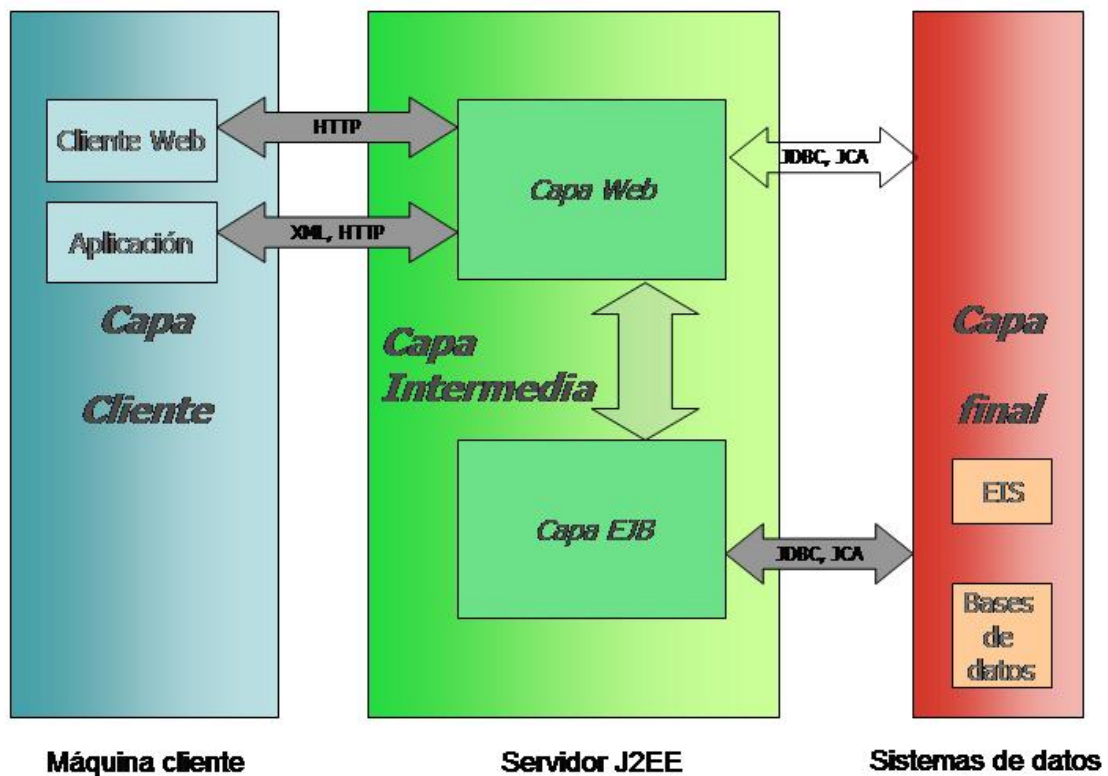 Cliente Web
HTTP
JDBC, JCA
Capa Web
Aplicación
XML, HTTP
Capa
Cliente
Capa
Intermedia
Capa
final
EIS
Capa EJB
JDBC, JCA
Bases
de
datos
Máquina cliente
Servidor J2EE
Sistemas de datos